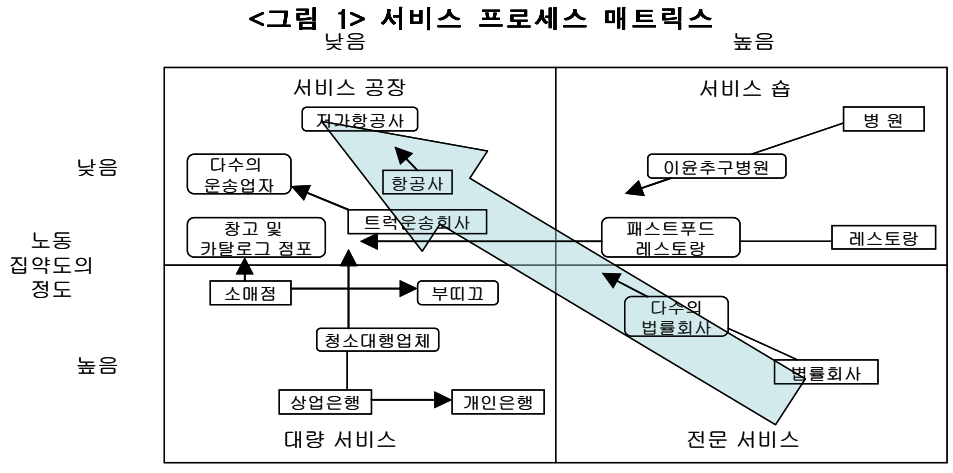 <그림 1> 서비스 프로세스 매트릭스
낮음
높음
서비스 공장
서비스 숍
저가항공사
병 원
낮음
다수의
운송업자
항공사
이윤추구병원
트럭운송회사
창고 및
카탈로그 점포
패스트푸드
레스토랑
레스토랑
노동
집약도의
정도
소매점
부띠끄
다수의
법률회사
청소대행업체
높음
법률회사
상업은행
개인은행
대량 서비스
전문 서비스